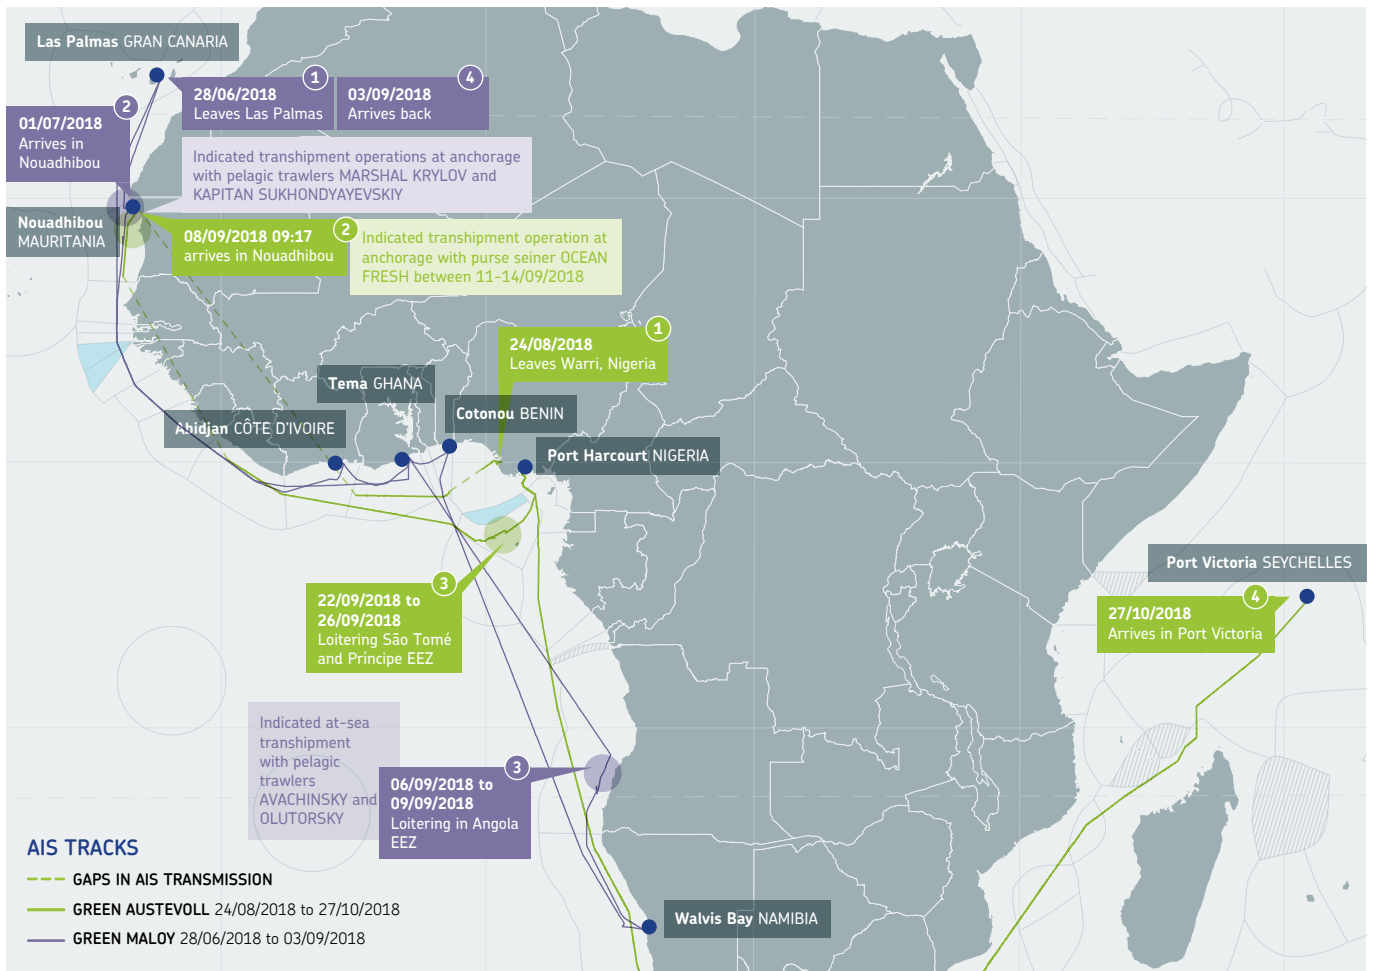 Las Palmas GRAN CANARIA
1
28/06/2018
Leaves Las Palmas
4
03/09/2018
Arrives back
2
01/07/2018
Arrives in
Nouadhibou
Indicated transhipment operations at anchorage
with pelagic trawlers MARSHAL KRYLOV and
KAPITAN SUKHONDYAYEVSKIY
Nouadhibou
MAURITANIA
2
08/09/2018 09:17
arrives in Nouadhibou
Indicated transhipment operation at
anchorage with purse seiner OCEAN
FRESH between 11-14/09/2018
1
24/08/2018
Leaves Warri, Nigeria
Tema GHANA
Cotonou BENIN
Abidjan CÔTE D'IVOIRE
Port Harcourt NIGERIA
3
22/09/2018 to
26/09/2018
Loitering São Tomé
and Príncipe EEZ
Port Victoria SEYCHELLES
4
27/10/2018
Arrives in Port Victoria
Indicated at-sea
transhipment
with pelagic
trawlers
AVACHINSKY and
OLUTORSKY
3
06/09/2018 to
09/09/2018
Loitering in Angola
EEZ
Walvis Bay NAMIBIA
AIS TRACKS
GAPS IN AIS TRANSMISSION
GREEN AUSTEVOLL 24/08/2018 to 27/10/2018
GREEN MALOY 28/06/2018 to 03/09/2018